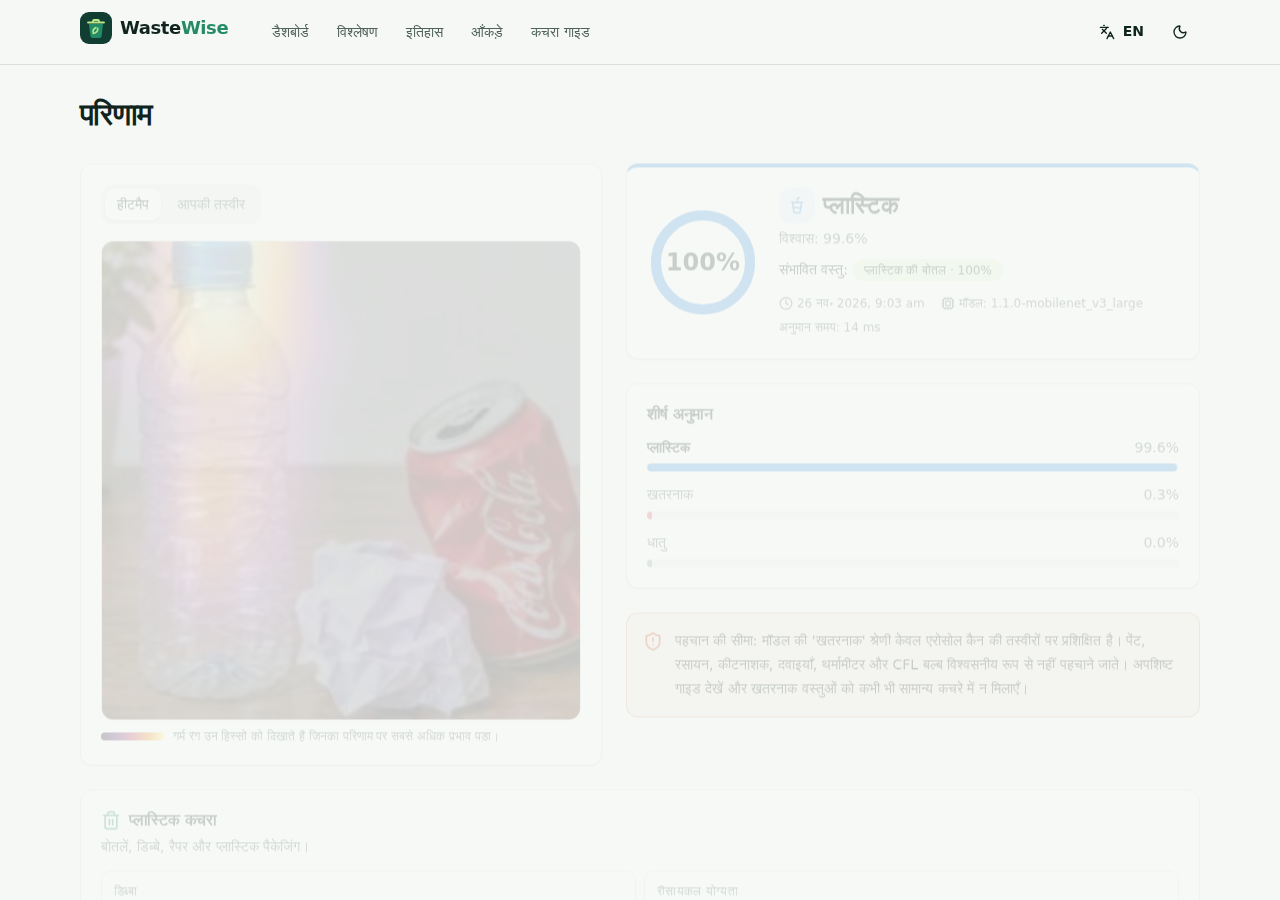 WasteWise
डैशबोर्ड
विश्लेषण
इतिहास
आँकड़े
कचरा गाइड
EN
परिणाम
हीटमैप
आपकी तस्वीर
Coca-Cola
गर्म रंग उन हिस्सों को दिखाते हैं जिनका परिणाम पर सबसे अधिक प्रभाव पड़ा।
100%
प्लास्टिक
विश्वास: 99.6%
संभावित वस्तु: प्लास्टिक की बोतल · 100%
26 नव॰ 2026, 9:03 am
मॉडल: 1.1.0-mobilenet_v3_large
अनुमान समय: 14 ms
शीर्ष अनुमान
प्लास्टिक 99.6%
खतरनाक 0.3%
धातु 0.0%
पहचान की सीमा: मॉडल की 'खतरनाक' श्रेणी केवल एरोसोल कैन की तस्वीरों पर प्रशिक्षित है। पेंट,
रसायन, कीटनाशक, दवाइयाँ, थर्मामीटर और CFL बल्ब विश्वसनीय रूप से नहीं पहचाने जाते। अपशिष्ट
गाइड देखें और खतरनाक वस्तुओं को कभी भी सामान्य कचरे में न मिलाएँ।
प्लास्टिक कचरा
बोतलें, डिब्बे, रैपर और प्लास्टिक पैकेजिंग।
डिब्बा
रीसायकल योग्यता